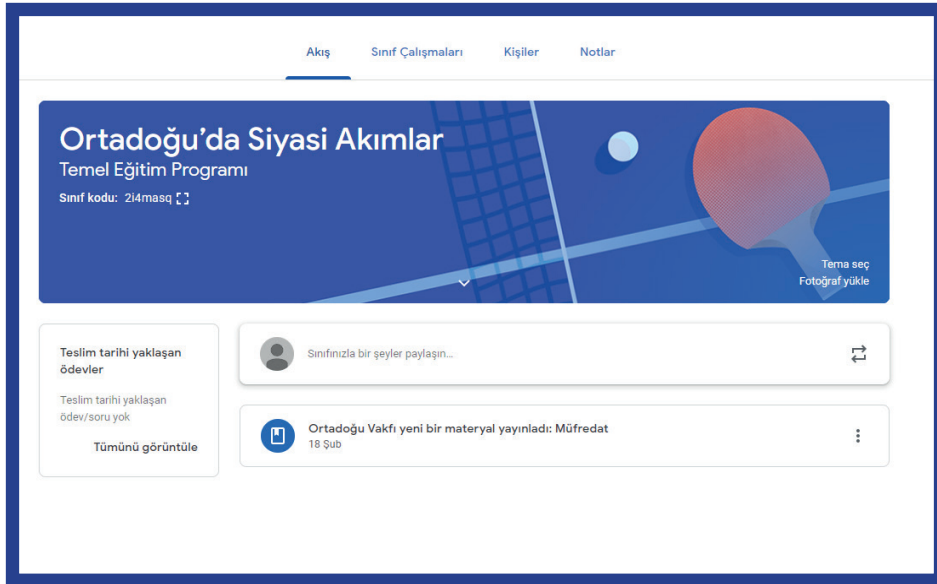 Akış Sınıf Çalışmaları Kişiler Notlar
Ortadoğu'da Siyasi Akımlar
Temel Eğitim Programı
Sınıf kodu: 2i4masq
Tema seç
Fotoğraf yükle
Teslim tarihi yaklaşan
ödevler
Teslim tarihi yaklaşan
ödev/soru yok
Tümünü görüntüle
Sınıfınızla bir şeyler paylaşın...
Ortadoğu Vakfı yeni bir materyal yayınladı: Müfredat
18 Şub